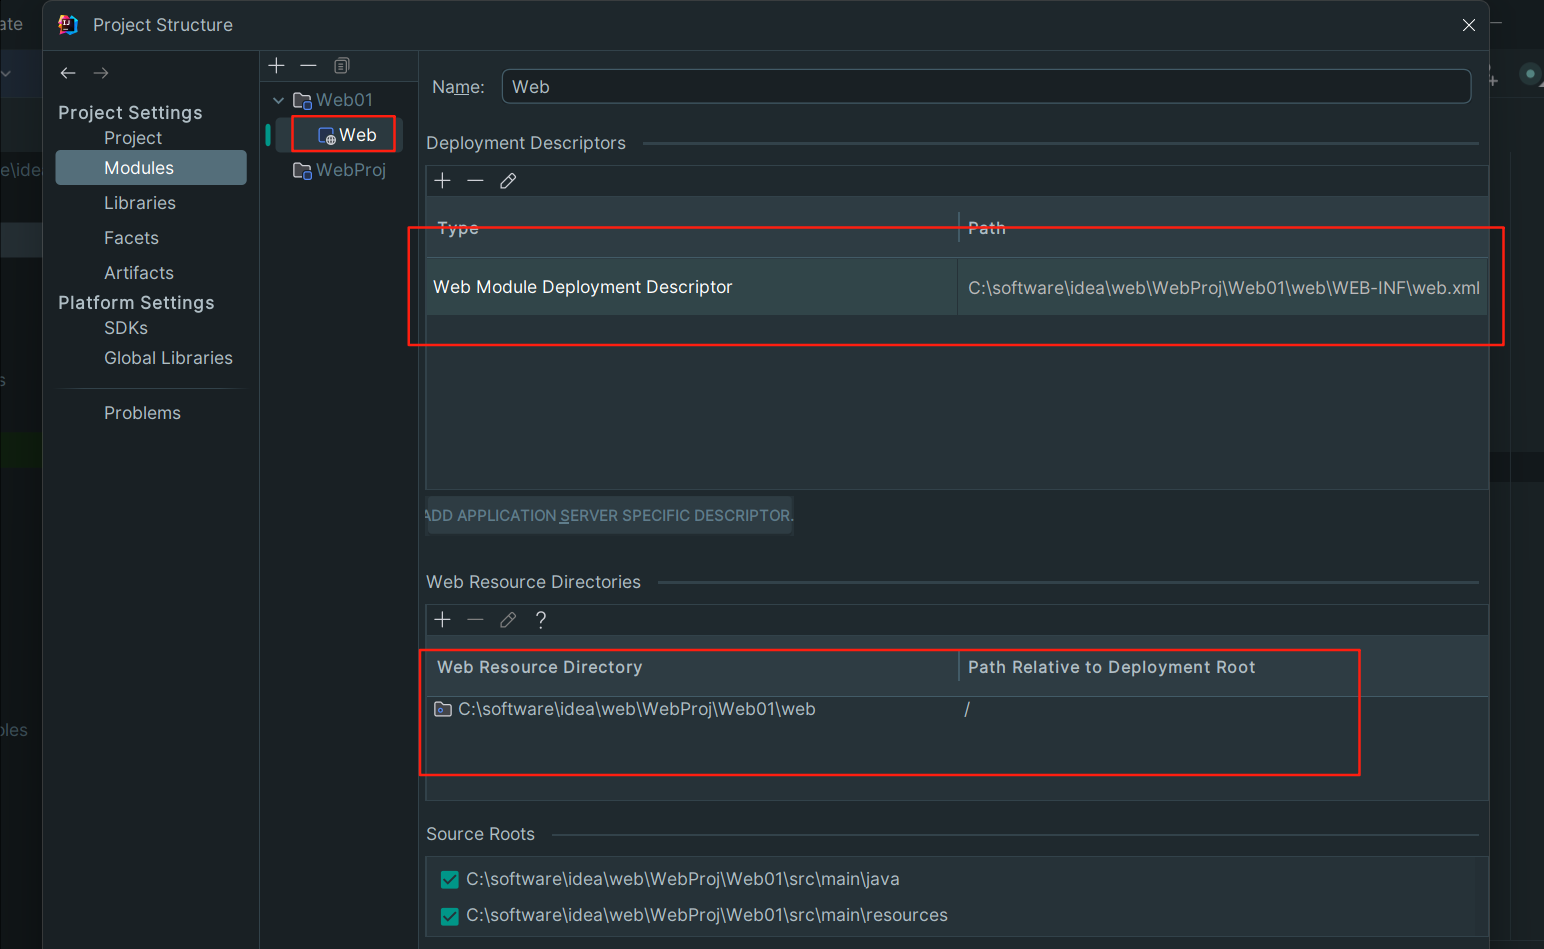 ate
Project Structure
Project Settings
Project
Modules
Libraries
Facets
Artifacts
Platform Settings
SDKs
Global Libraries
Problems
e\idea
s
oles
Web01
Web
WebProj
Name: Web
Deployment Descriptors
Type Path
Web Module Deployment Descriptor C:\software\idea\web\WebProj\Web01\web\WEB-INF\web.xml
ADD APPLICATION SERVER SPECIFIC DESCRIPTOR.
Web Resource Directories
?
Web Resource Directory Path Relative to Deployment Root
C:\software\idea\web\WebProj\Web01\web /
Source Roots
C:\software\idea\web\WebProj\Web01\src\main\java
C:\software\idea\web\WebProj\Web01\src\main\resources